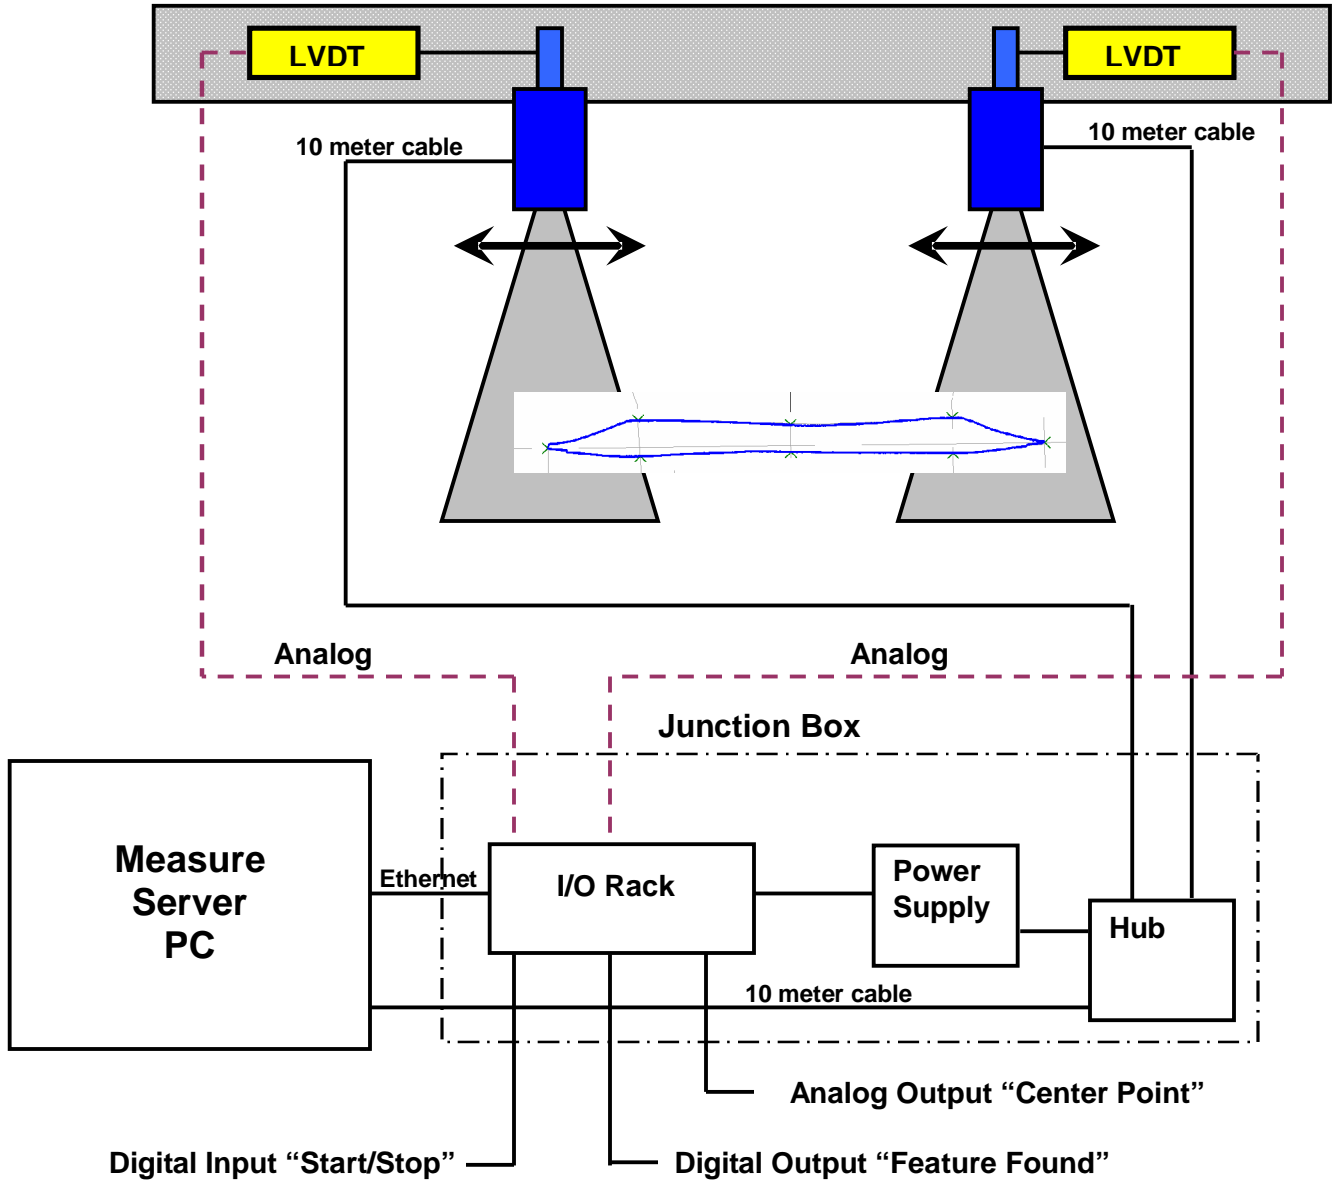 LVDT
LVDT
10 meter cable
10 meter cable
Analog
Analog
Junction Box
Measure
Server
PC
Ethernet
I/O Rack
Power
Supply
Hub
10 meter cable
Analog Output “Center Point”
Digital Input “Start/Stop”
Digital Output “Feature Found”